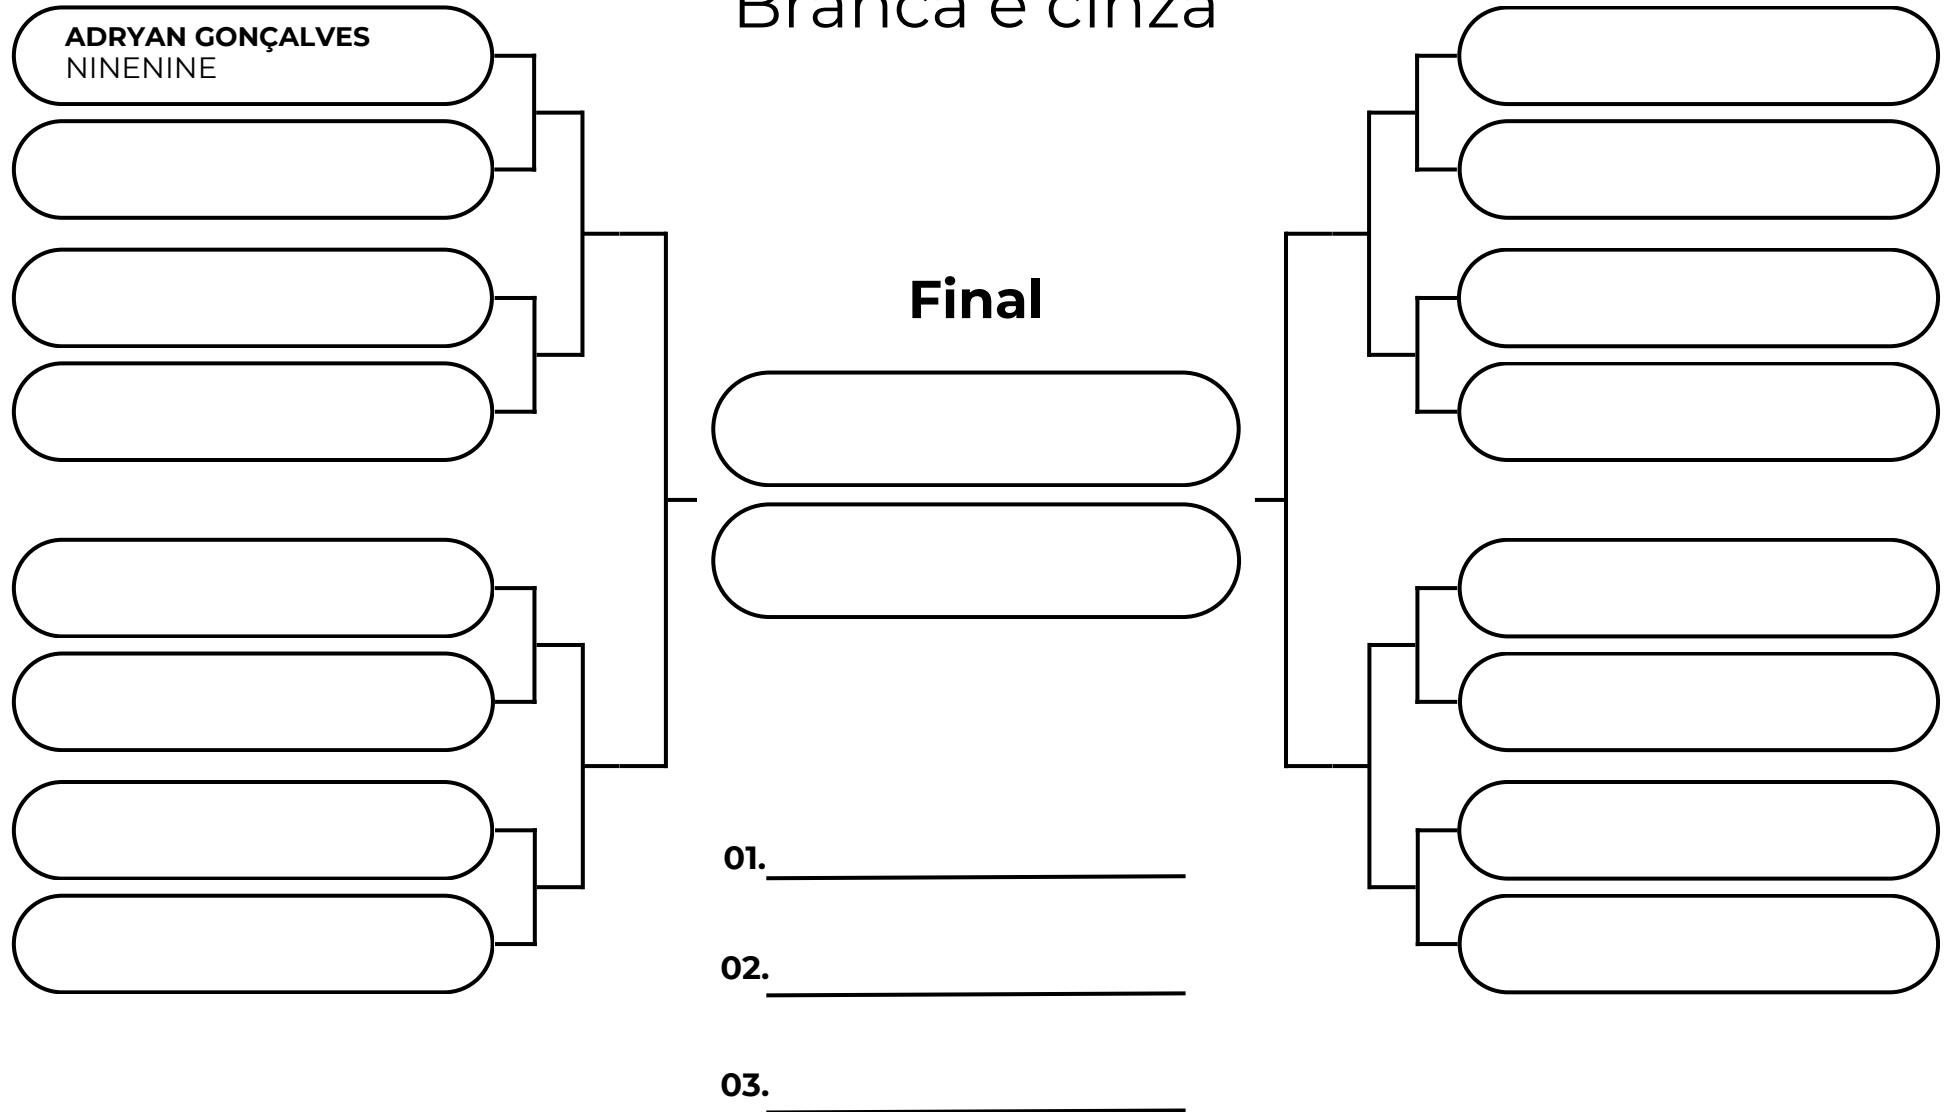 Branca e cinza
ADRYAN GONÇALVES
NINENINE
Final
01.
02.
03.